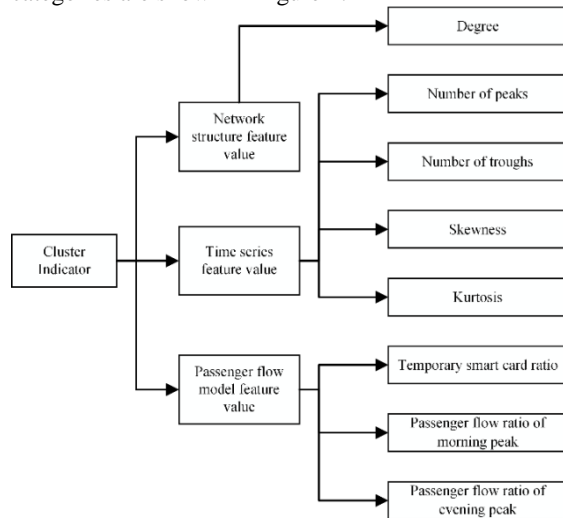 Degree
Number of peaks
Network
structure feature
value
Number of troughs
Cluster
Indicator
Time series
feature value
Skewness
Kurtosis
Passenger flow
model feature
value
Temporary smart card ratio
Passenger flow ratio of
morning peak
Passenger flow ratio of
evening peak